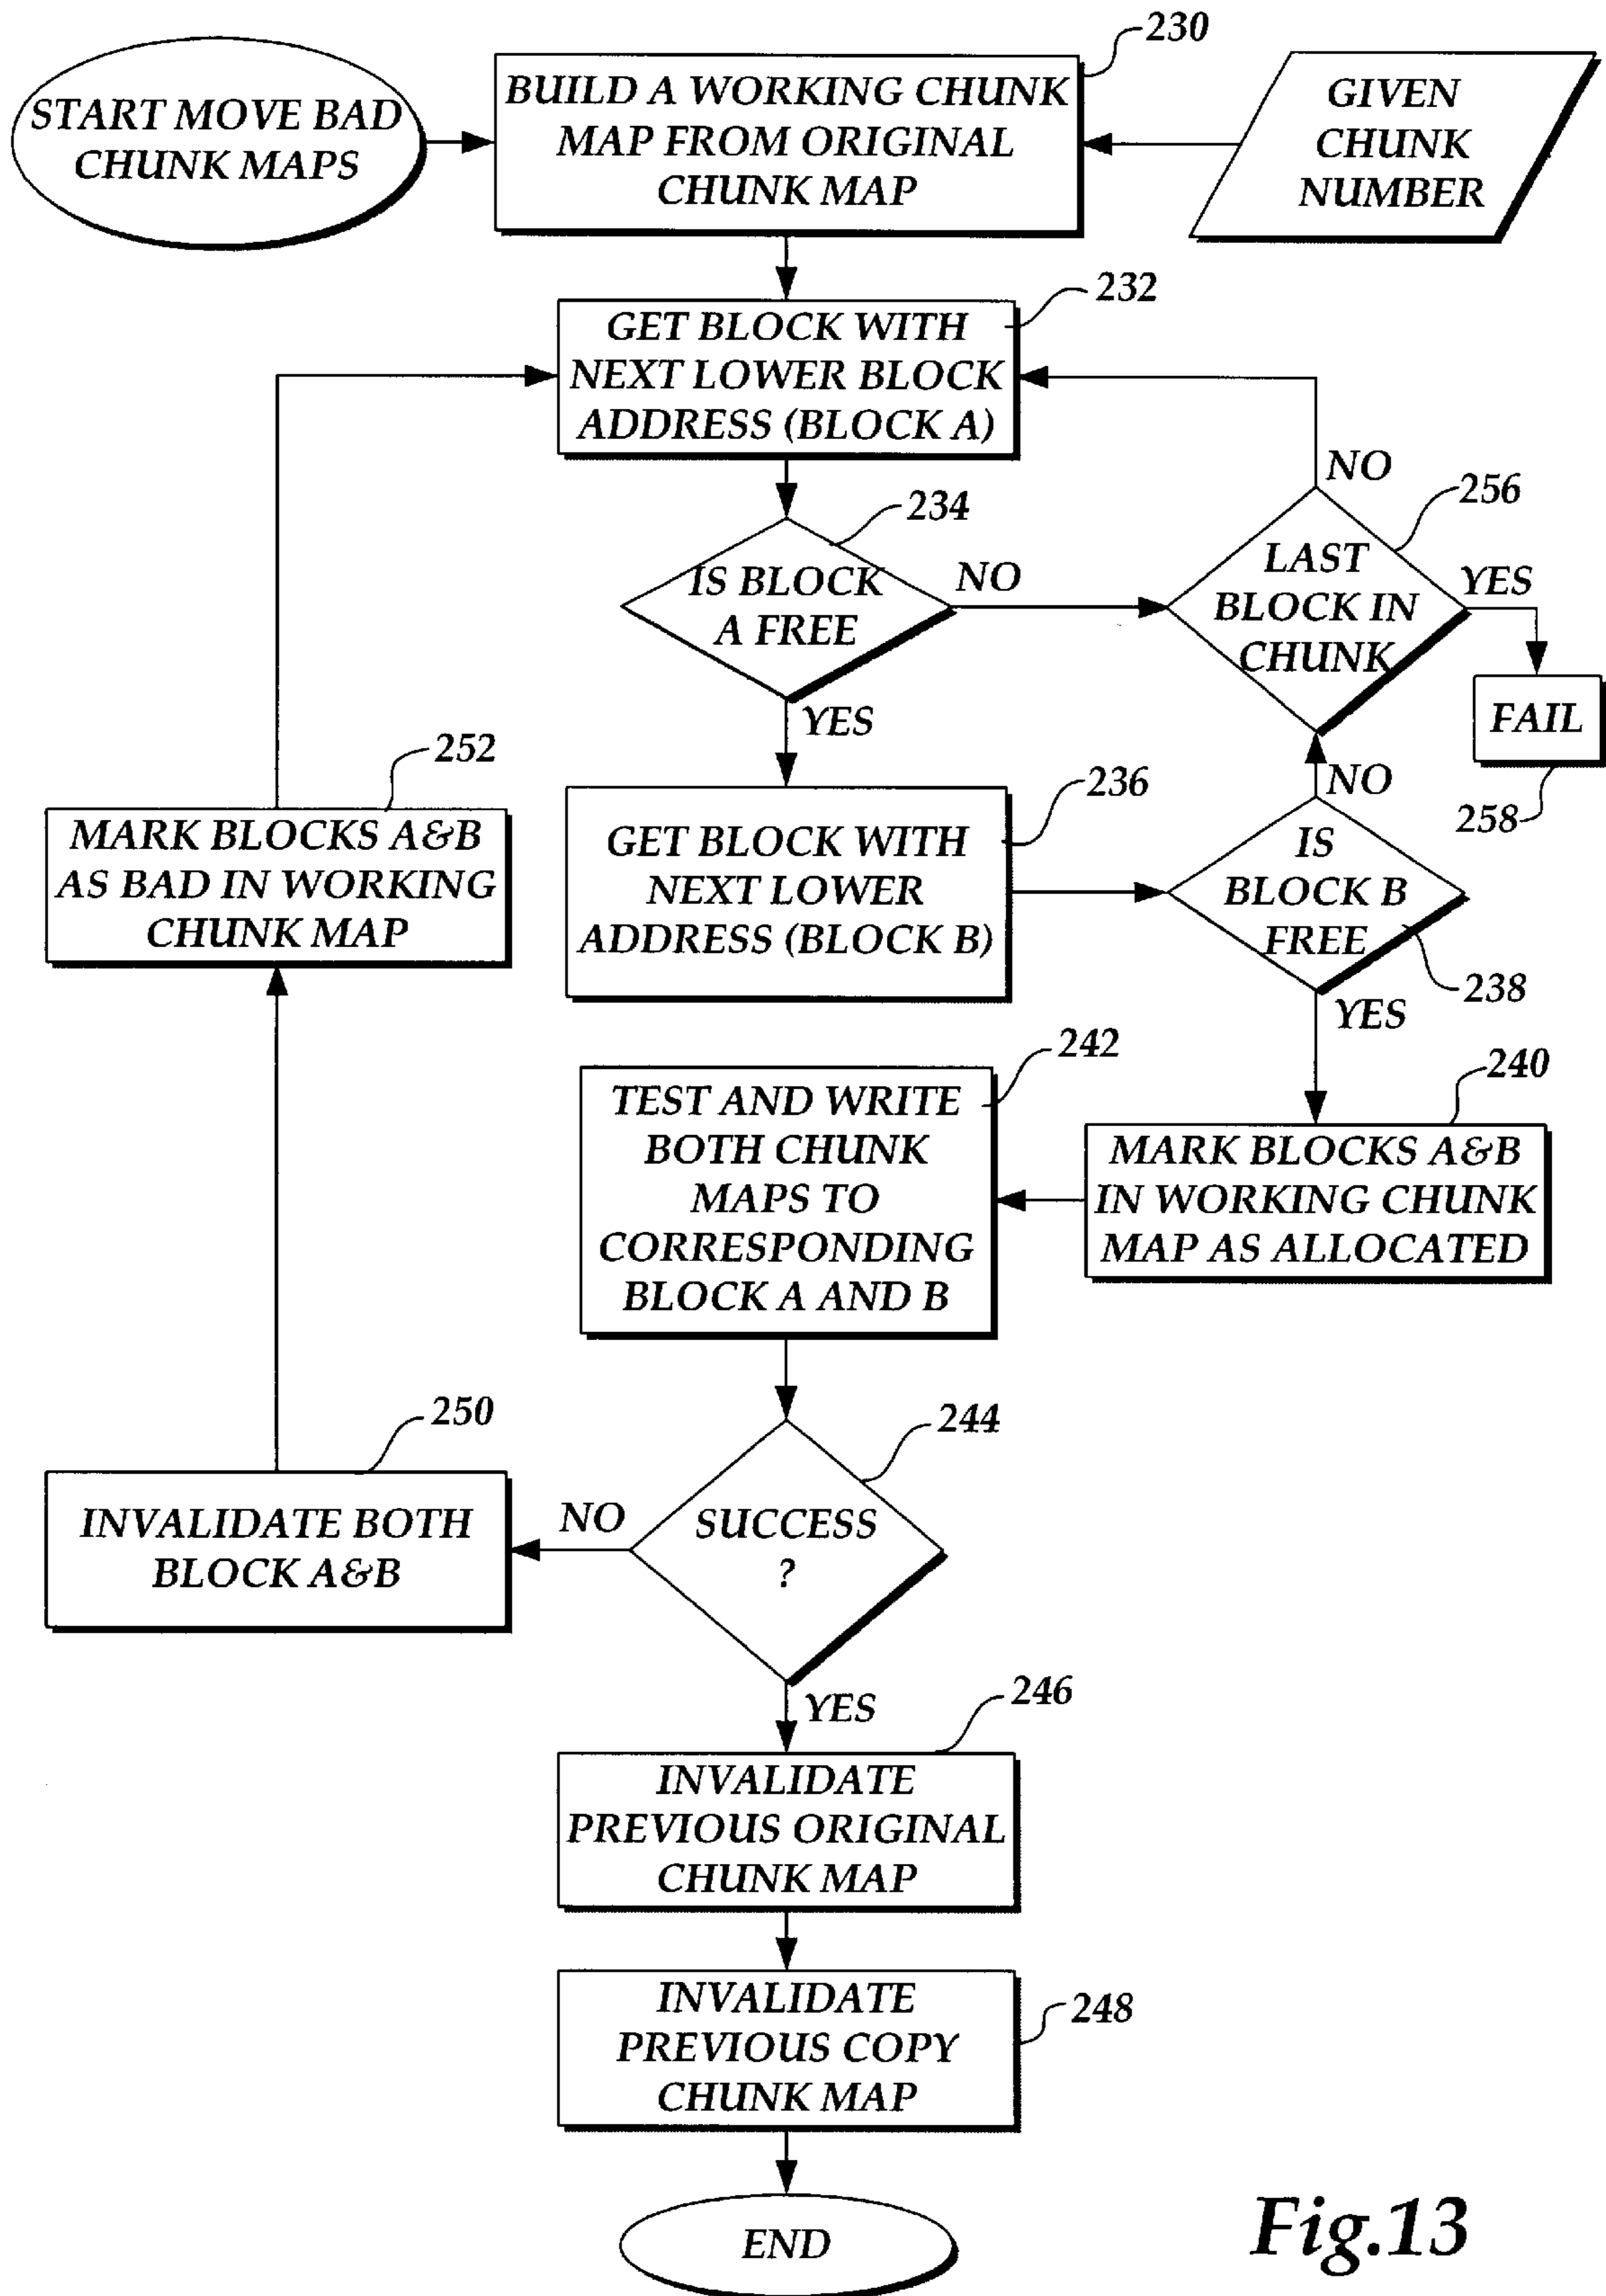 230
START MOVE BAD
CHUNK MAPS
BUILD A WORKING CHUNK
MAP FROM ORIGINAL
CHUNK MAP
GIVEN
CHUNK
NUMBER
232
GET BLOCK WITH
NEXT LOWER BLOCK
ADDRESS (BLOCK A)
NO
234
256
IS BLOCK
A FREE
NO
LAST
BLOCK IN
CHUNK
YES
YES
FAIL
252
236
NO
258
MARK BLOCKS A&B
AS BAD IN WORKING
CHUNK MAP
GET BLOCK WITH
NEXT LOWER
ADDRESS (BLOCK B)
IS
BLOCK B
FREE
238
YES
242
240
TEST AND WRITE
BOTH CHUNK
MAPS TO
CORRESPONDING
BLOCK A AND B
MARK BLOCKS A&B
IN WORKING CHUNK
MAP AS ALLOCATED
250
244
INVALIDATE BOTH
BLOCK A&B
NO
SUCCESS
?
246
YES
INVALIDATE
PREVIOUS ORIGINAL
CHUNK MAP
248
INVALIDATE
PREVIOUS COPY
CHUNK MAP
END
Fig.13